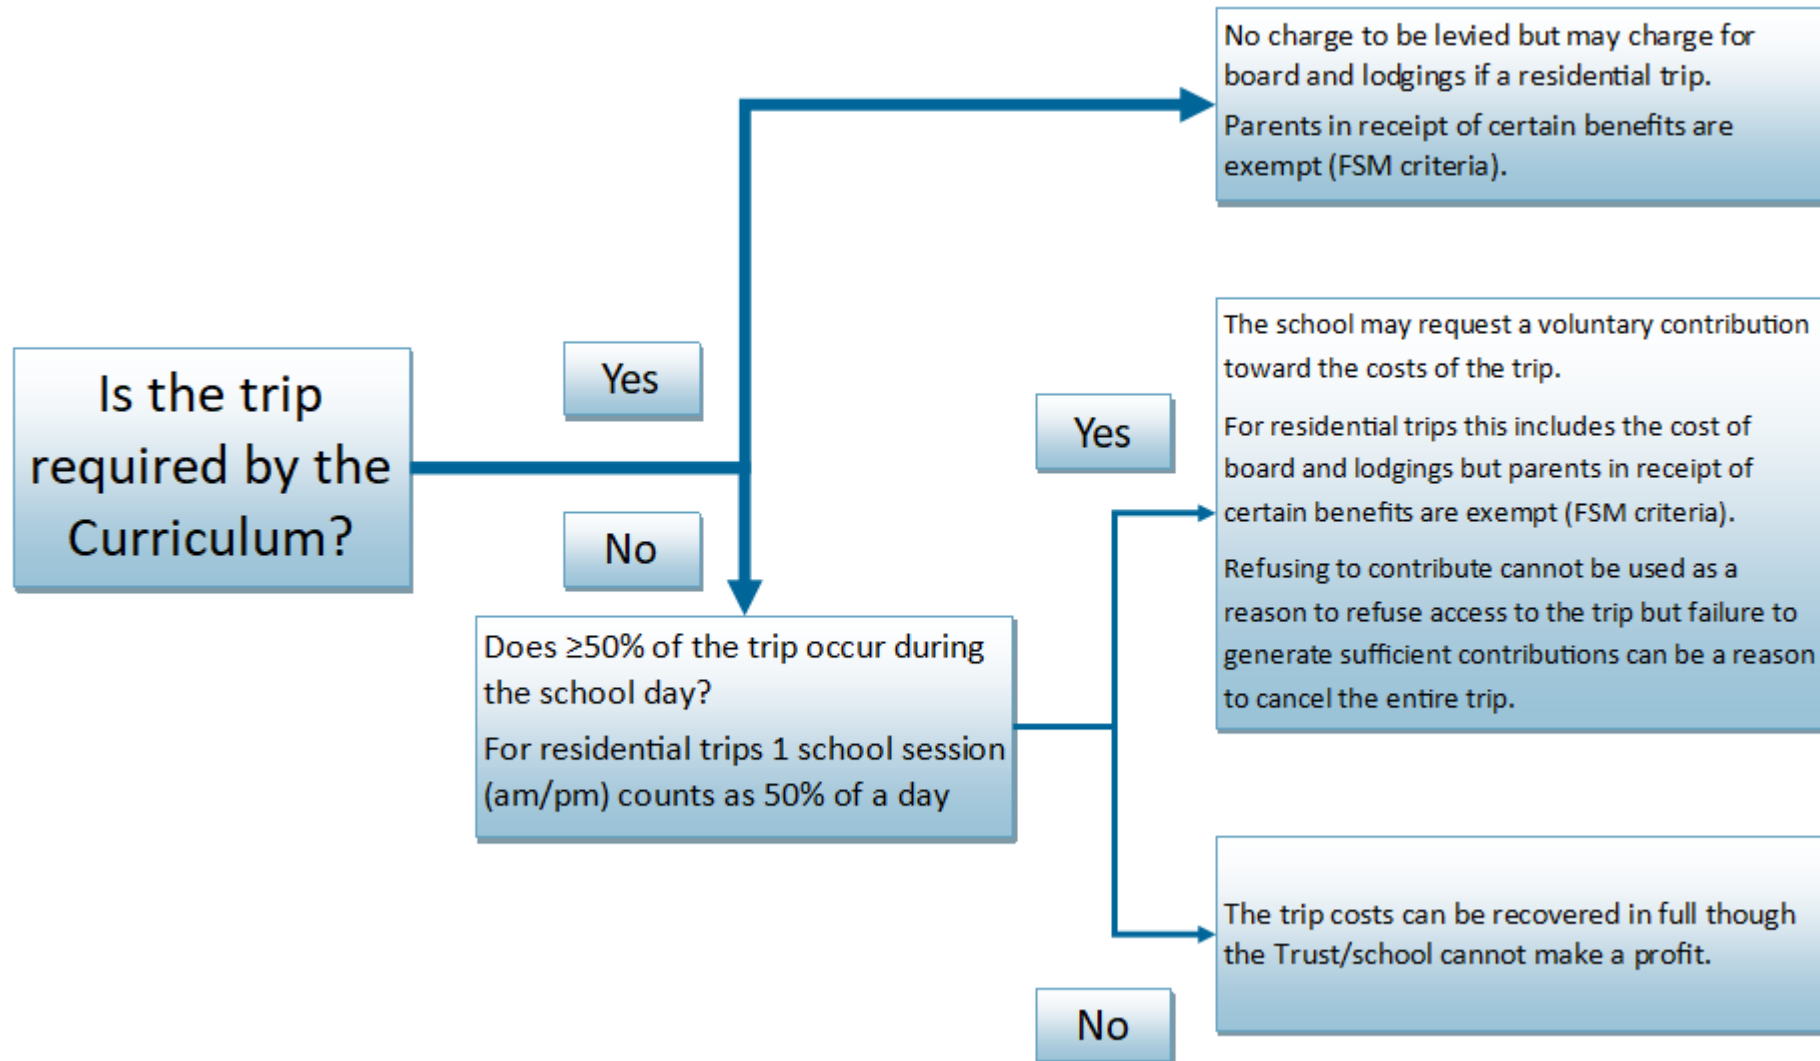 Is the trip
required by the
Curriculum?
Yes
No
No charge to be levied but may charge for
board and lodgings if a residential trip.
Parents in receipt of certain benefits are
exempt (FSM criteria).
Does ≥50% of the trip occur during
the school day?
For residential trips 1 school session
(am/pm) counts as 50% of a day
Yes
The school may request a voluntary contribution
toward the costs of the trip.
For residential trips this includes the cost of
board and lodgings but parents in receipt of
certain benefits are exempt (FSM criteria).
Refusing to contribute cannot be used as a
reason to refuse access to the trip but failure to
generate sufficient contributions can be a reason
to cancel the entire trip.
No
The trip costs can be recovered in full though
the Trust/school cannot make a profit.